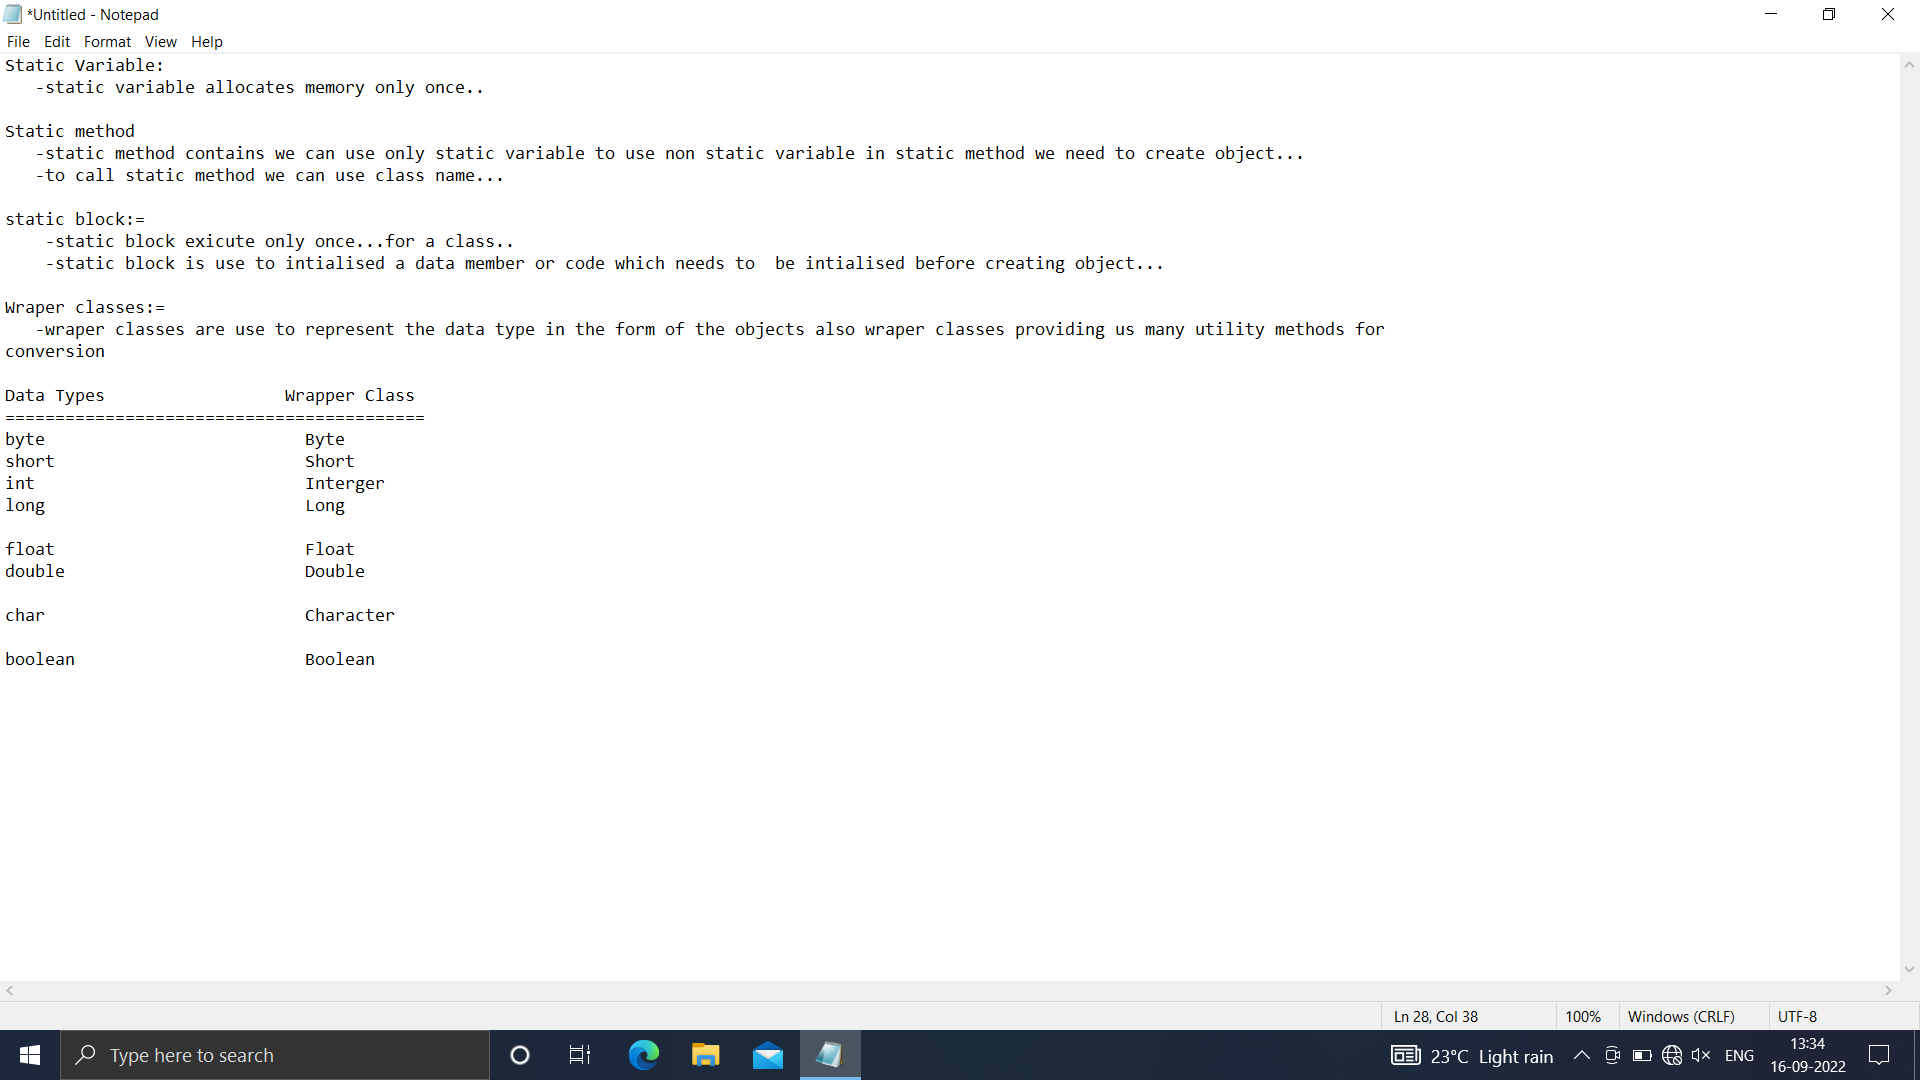 *Untitled - Notepad
File Edit Format View Help
Static Variable:
-static variable allocates memory only once..
Static method
-static method contains we can use only static variable to use non static variable in static method we need to create object...
-to call static method we can use class name...
static block:=
-static block exicute only once...for a class..
-static block is use to intialised a data member or code which needs to  be intialised before creating object...
Wraper classes:=
-wraper classes are use to represent the data type in the form of the objects also wraper classes providing us many utility methods for
conversion
Data Types Wrapper Class
==========================================
byte Byte
short Short
int Interger
long Long
float Float
double Double
char Character
boolean Boolean
Ln 28, Col 38 100% Windows (CRLF) UTF-8
Type here to search
23°C Light rain
ENG
13:34
16-09-2022